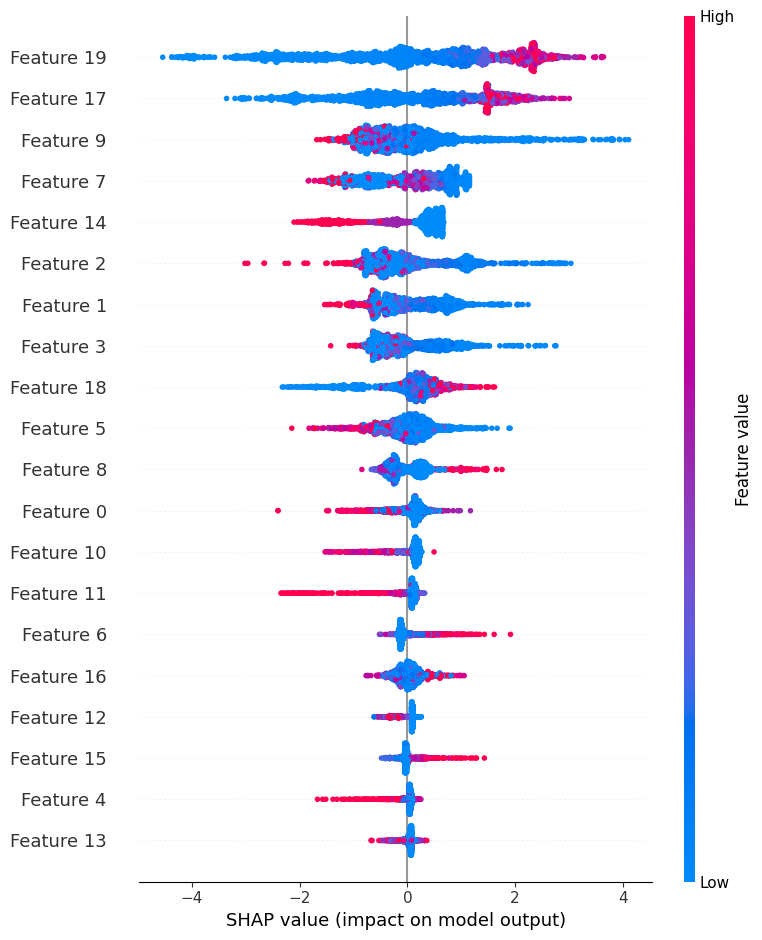 High
Feature 19
Feature 17
Feature 9
Feature 7
Feature 14
Feature 2
Feature 1
Feature 3
Feature 18
Feature 5
Feature 8
Feature 0
Feature 10
Feature 11
Feature 6
Feature 16
Feature 12
Feature 15
Feature 4
Feature 13
Feature value
Low
−4 −2 0 2 4
SHAP value (impact on model output)